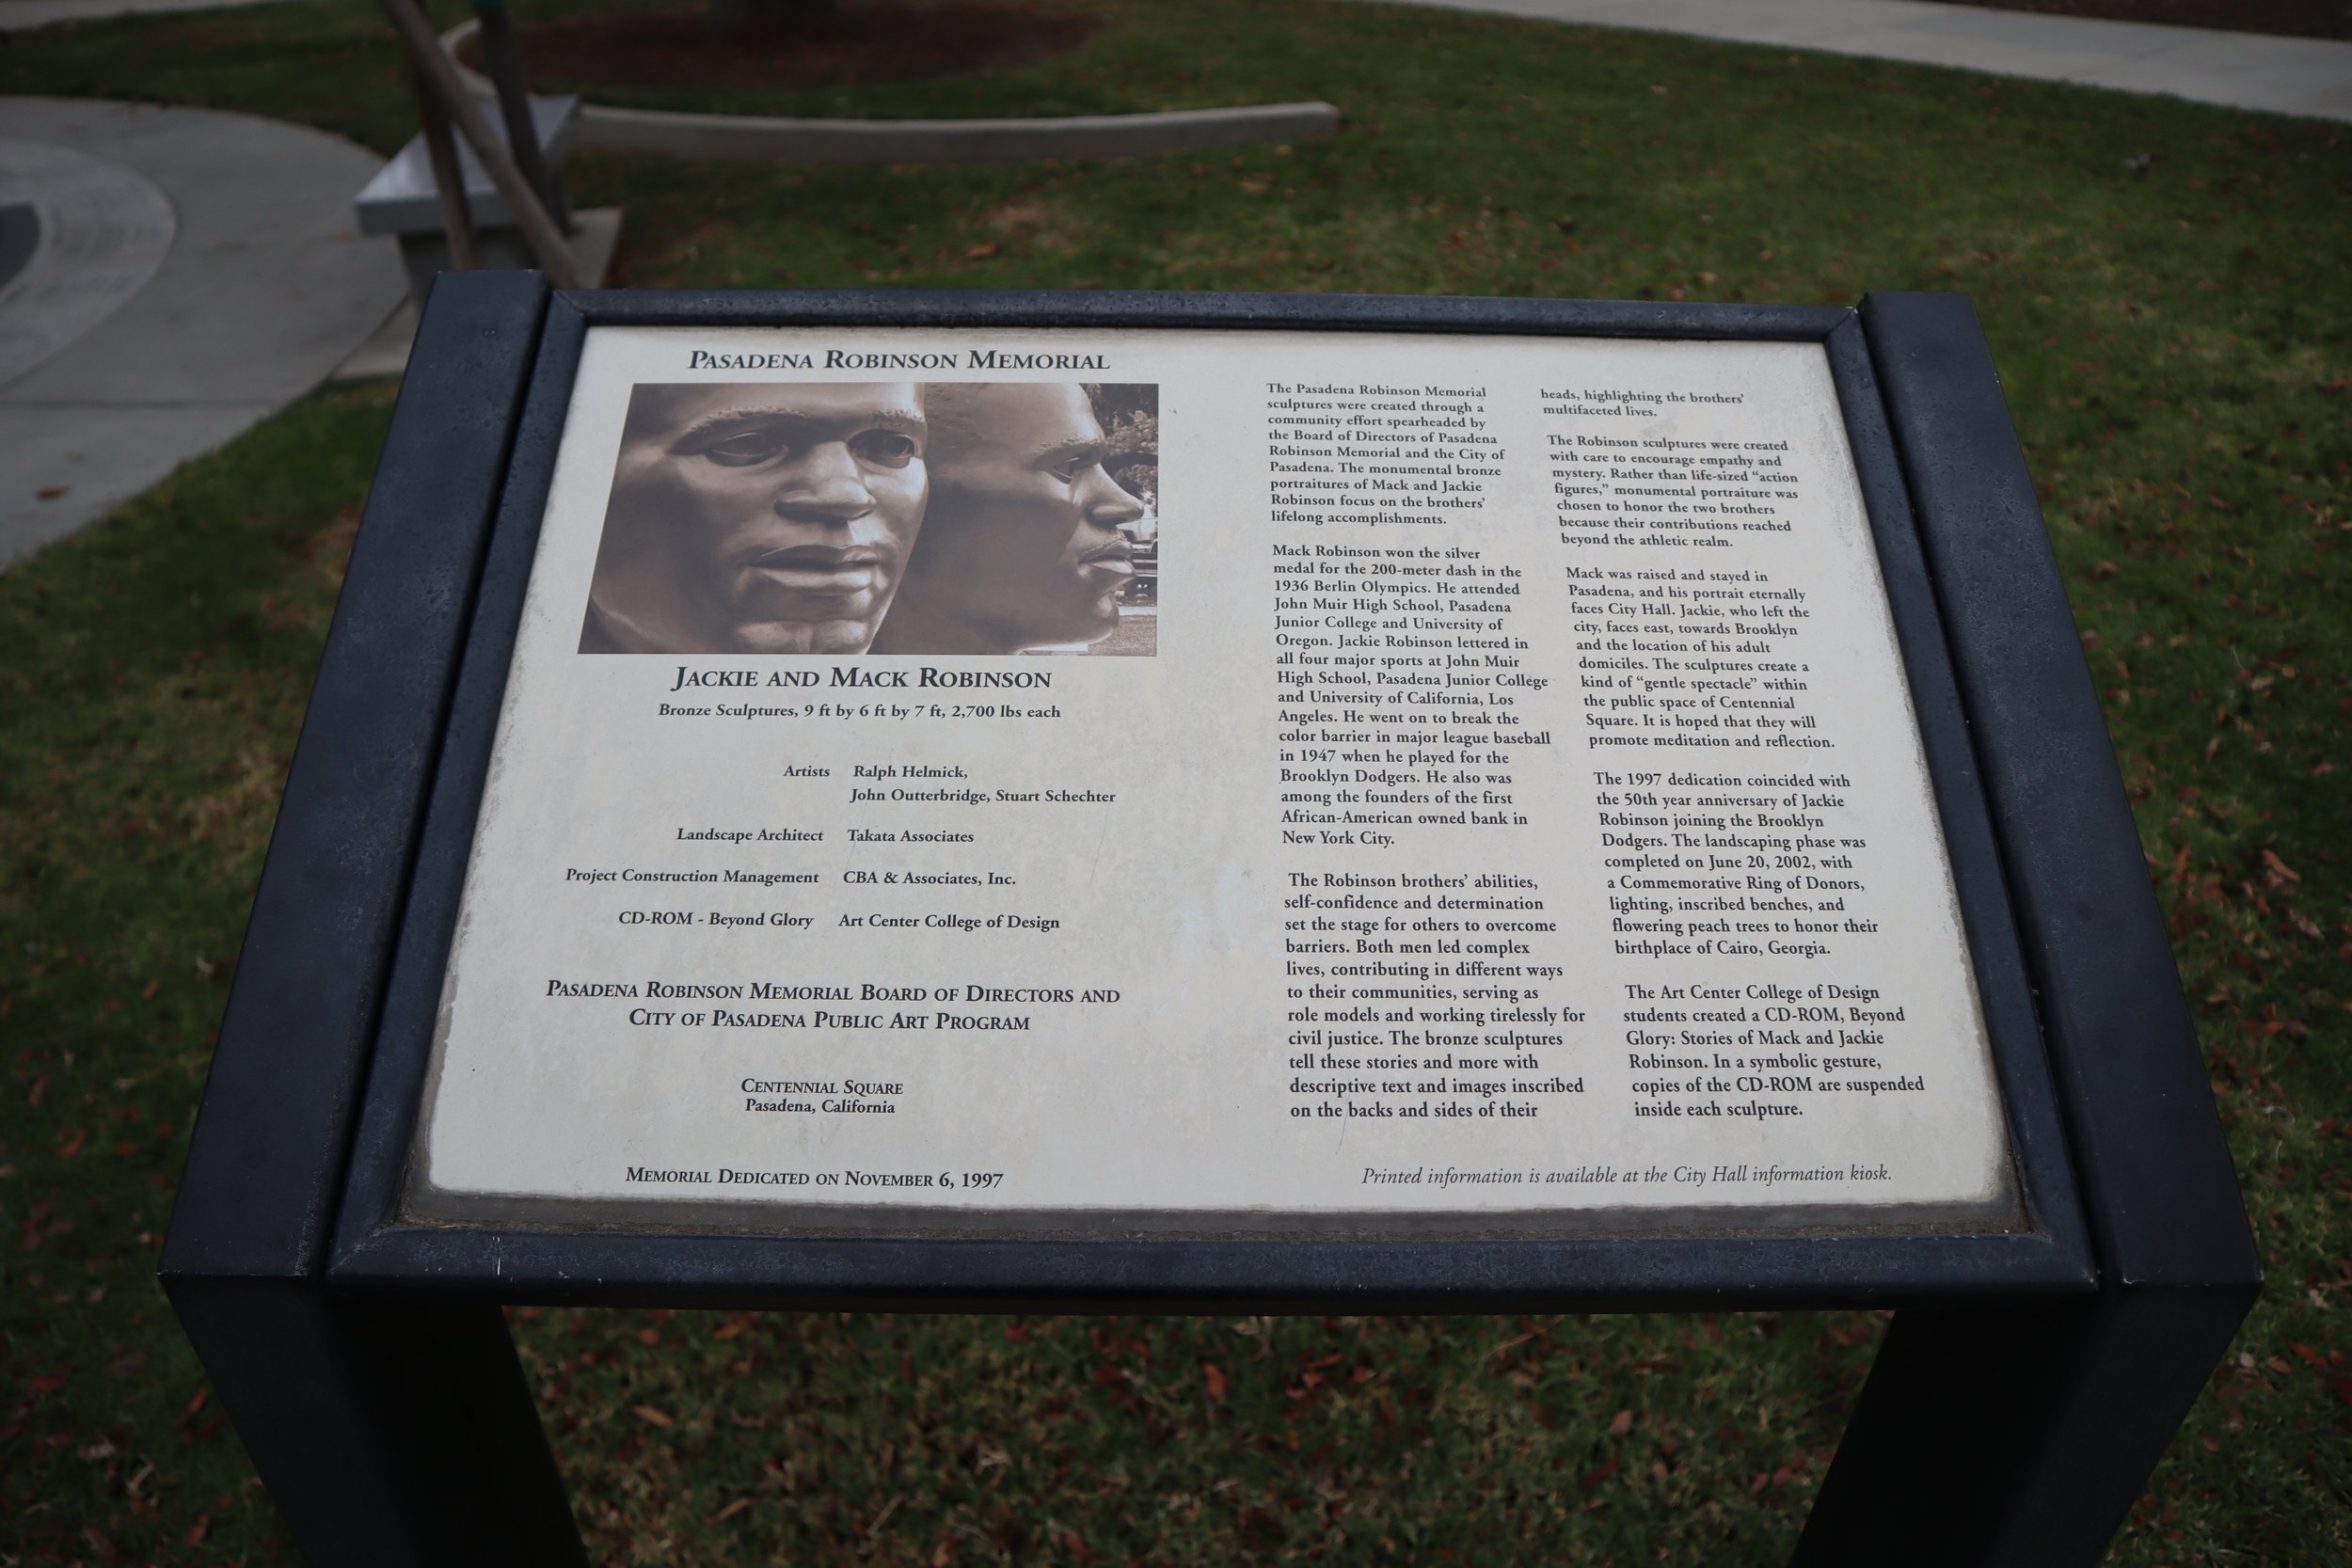 PASADENA ROBINSON MEMORIAL
JACKIE AND MACK ROBINSON
Bronze Sculptures, 9 ft by 6 ft by 7 ft, 2,700 lbs each
Artists Ralph Helmick,
John Outterbridge, Stuart Schechter
Landscape Architect Takata Associates
Project Construction Management CBA & Associates, Inc.
CD-ROM - Beyond Glory Art Center College of Design
PASADENA ROBINSON MEMORIAL BOARD OF DIRECTORS AND
CITY OF PASADENA PUBLIC ART PROGRAM
CENTENNIAL SQUARE
Pasadena, California
MEMORIAL DEDICATED ON NOVEMBER 6, 1997
The Pasadena Robinson Memorial
sculptures were created through a
community effort spearheaded by
the Board of Directors of Pasadena
Robinson Memorial and the City of
Pasadena. The monumental bronze
portraitures of Mack and Jackie
Robinson focus on the brothers'
lifelong accomplishments.
Mack Robinson won the silver
medal for the 200-meter dash in the
1936 Berlin Olympics. He attended
John Muir High School, Pasadena
Junior College and University of
Oregon. Jackie Robinson lettered in
all four major sports at John Muir
High School, Pasadena Junior College
and University of California, Los
Angeles. He went on to break the
color barrier in major league baseball
in 1947 when he played for the
Brooklyn Dodgers. He also was
among the founders of the first
African-American owned bank in
New York City.
The Robinson brothers' abilities,
self-confidence and determination
set the stage for others to overcome
barriers. Both men led complex
lives, contributing in different ways
to their communities, serving as
role models and working tirelessly for
civil justice. The bronze sculptures
tell these stories and more with
descriptive text and images inscribed
on the backs and sides of their
heads, highlighting the brothers'
multifaceted lives.
The Robinson sculptures were created
with care to encourage empathy and
mystery. Rather than life-sized "action
figures," monumental portraiture was
chosen to honor the two brothers
because their contributions reached
beyond the athletic realm.
Mack was raised and stayed in
Pasadena, and his portrait eternally
faces City Hall. Jackie, who left the
city, faces east, towards Brooklyn
and the location of his adult
domiciles. The sculptures create a
kind of "gentle spectacle" within
the public space of Centennial
Square. It is hoped that they will
promote meditation and reflection.
The 1997 dedication coincided with
the 50th year anniversary of Jackie
Robinson joining the Brooklyn
Dodgers. The landscaping phase was
completed on June 20, 2002, with
a Commemorative Ring of Donors,
lighting, inscribed benches, and
flowering peach trees to honor their
birthplace of Cairo, Georgia.
The Art Center College of Design
students created a CD-ROM, Beyond
Glory: Stories of Mack and Jackie
Robinson. In a symbolic gesture,
copies of the CD-ROM are suspended
inside each sculpture.
Printed information is available at the City Hall information kiosk.